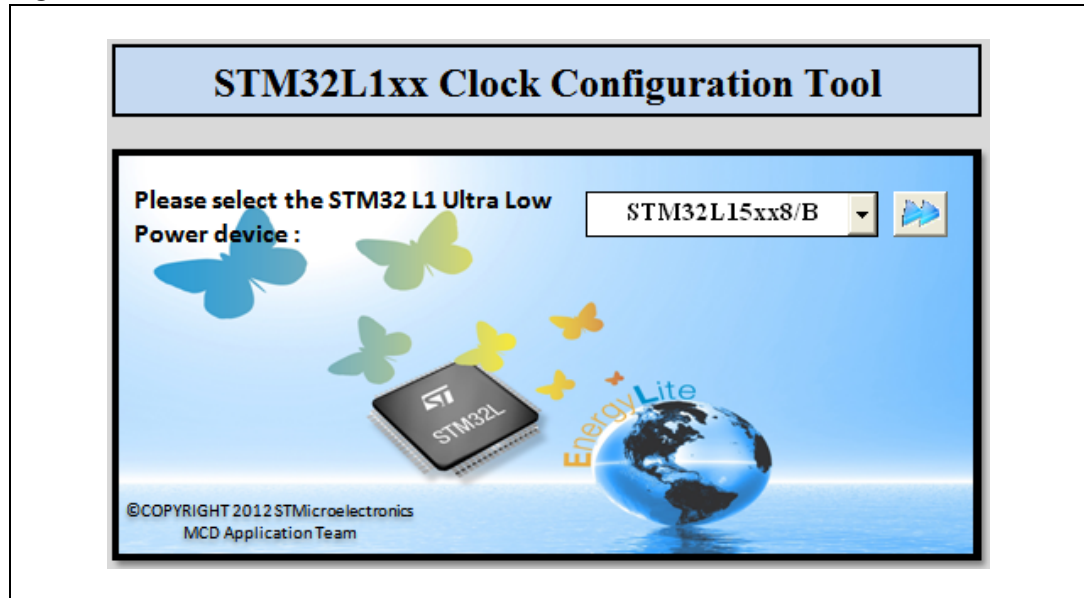 STM32L1xx Clock Configuration Tool
Please select the STM32 L1 Ultra Low
Power device :
STM32L15xx8/B
ST
STM32L
EnergyLite
©COPYRIGHT 2012 STMicroelectronics
MCD Application Team